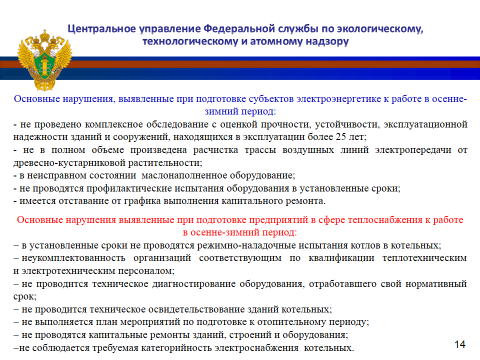 Центральное управление Федеральной службы по экологическому,
технологическому и атомному надзору
Основные нарушения, выявленные при подготовке субъектов электроэнергетике к работе в осенне-
зимний период:
- не проведено комплексное обследование с оценкой прочности, устойчивости, эксплуатационной
надежности зданий и сооружений, находящихся в эксплуатации более 25 лет;
- не в полном объеме произведена расчистка трассы воздушных линий электропередачи от
древесно-кустарниковой растительности;
- в неисправном состоянии маслонаполненное оборудование;
- не проводятся профилактические испытания оборудования в установленные сроки;
- имеется отставание от графика выполнения капитального ремонта.
Основные нарушения выявленные при подготовке предприятий в сфере теплоснабжения к работе
в осенне-зимний период:
– в установленные сроки не проводятся режимно-наладочные испытания котлов в котельных;
– неукомплектованность организаций соответствующим по квалификации теплотехническим
и электротехническим персоналом;
– не проводится техническое диагностирование оборудования, отработавшего свой нормативный
срок;
– не проводится техническое освидетельствование зданий котельных;
– не выполняется план мероприятий по подготовке к отопительному периоду;
– не проводятся капитальные ремонты зданий, строений и оборудования;
–не соблюдается требуемая категорийность электроснабжения котельных.
14